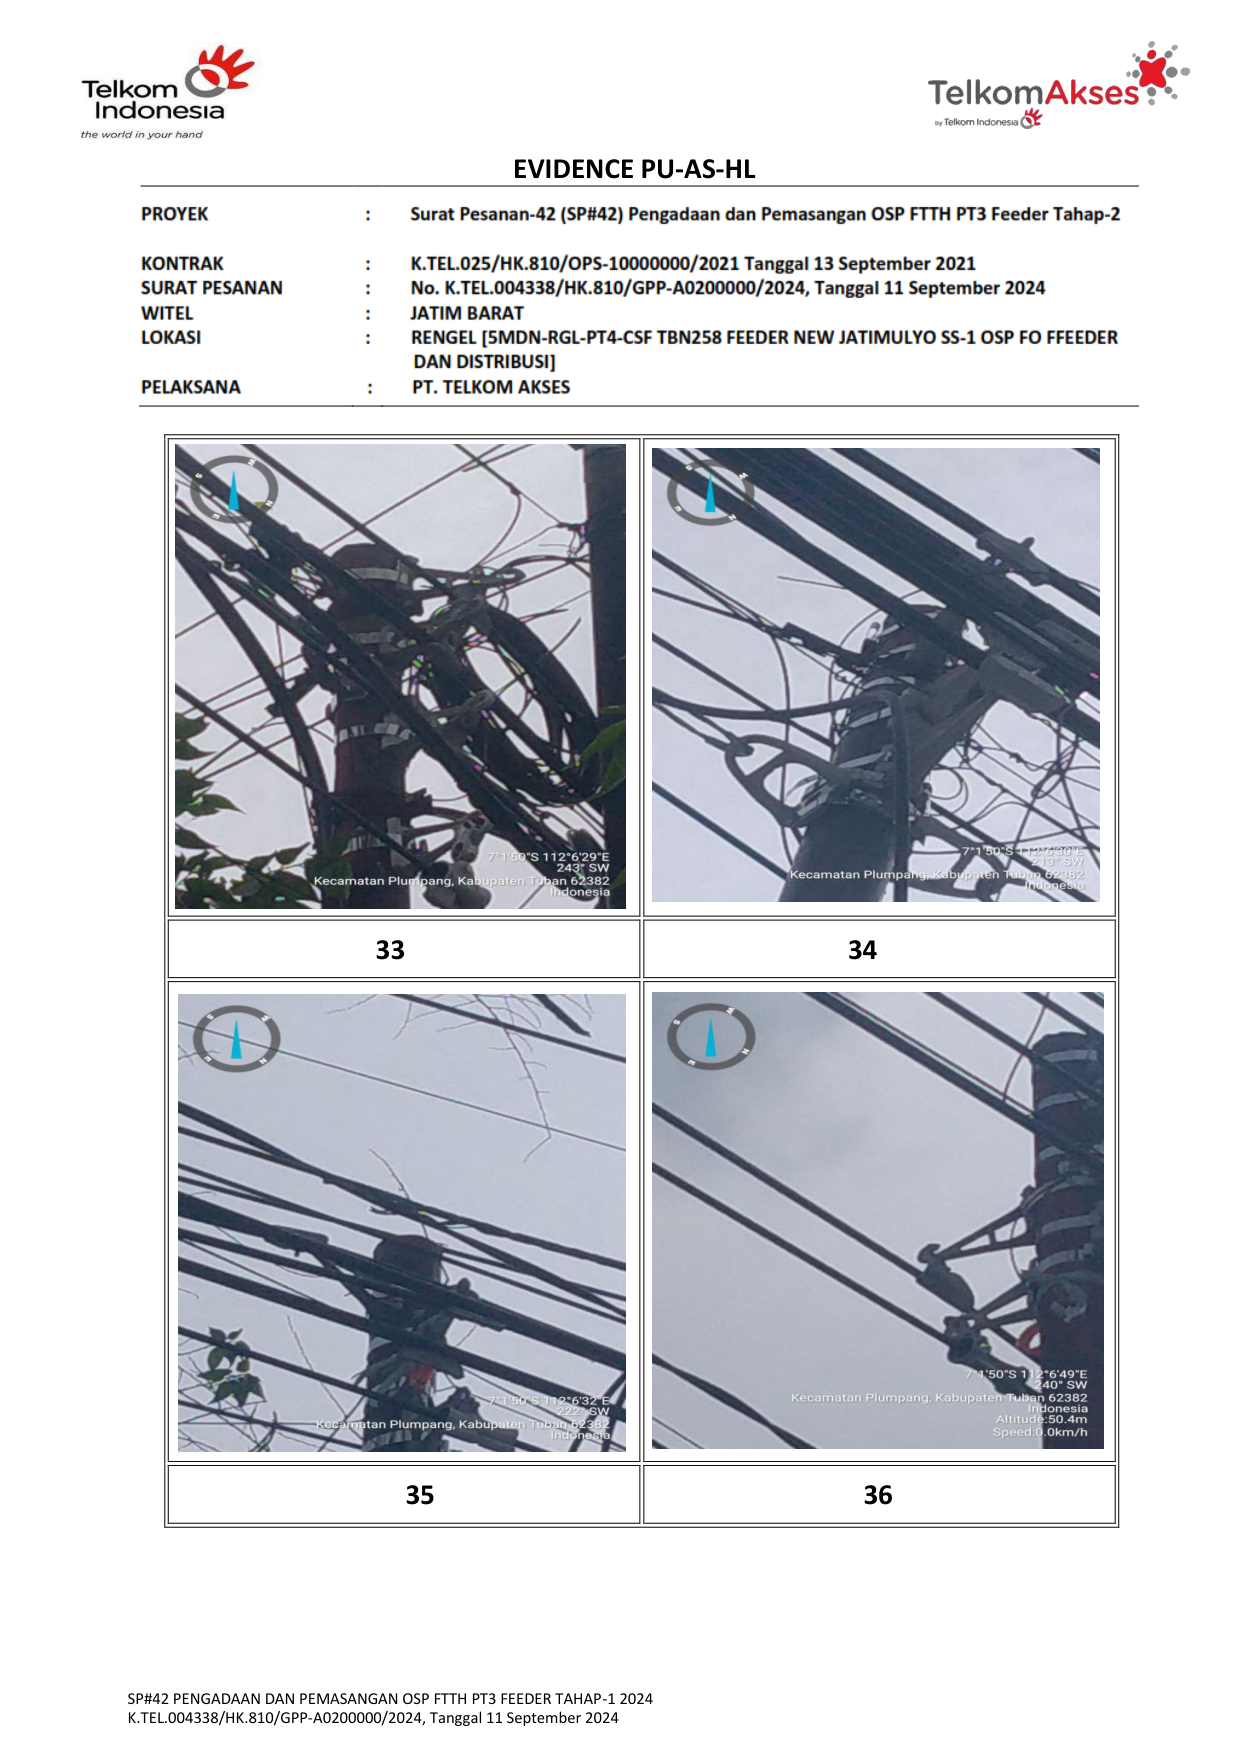 Telkom
Indonesia
the world in your hand
TelkomAkses
by Telkom Indonesia
EVIDENCE PU-AS-HL
PROYEK : Surat Pesanan-42 (SP#42) Pengadaan dan Pemasangan OSP FTTH PT3 Feeder Tahap-2
KONTRAK : K.TEL.025/HK.810/OPS-10000000/2021 Tanggal 13 September 2021
SURAT PESANAN : No. K.TEL.004338/HK.810/GPP-A0200000/2024, Tanggal 11 September 2024
WITEL : JATIM BARAT
LOKASI : RENGEL [5MDN-RGL-PT4-CSF TBN258 FEEDER NEW JATIMULYO SS-1 OSP FO FFEEDER
DAN DISTRIBUSI]
PELAKSANA : PT. TELKOM AKSES
S W N E
7°1'50"S 112°6'29"E
243° SW
Kecamatan Plumpang, Kabupaten Tuban 62382
Indonesia
S W N E
7°1'50"S 112°6'30"E
213° SW
Kecamatan Plumpang, Kabupaten Tuban 62382
Indonesia
33
34
S W N E
7°1'50"S 112°6'32"E
222° SW
Kecamatan Plumpang, Kabupaten Tuban 62382
Indonesia
S W N E
7°1'50"S 112°6'49"E
240° SW
Kecamatan Plumpang, Kabupaten Tuban 62382
Indonesia
Altitude:50.4m
Speed:0.0km/h
35
36
SP#42 PENGADAAN DAN PEMASANGAN OSP FTTH PT3 FEEDER TAHAP-1 2024
K.TEL.004338/HK.810/GPP-A0200000/2024, Tanggal 11 September 2024